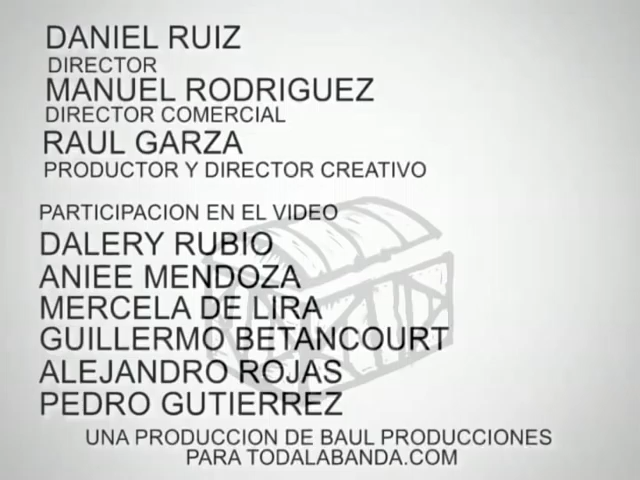 DANIEL RUIZ
DIRECTOR
MANUEL RODRIGUEZ
DIRECTOR COMERCIAL
RAUL GARZA
PRODUCTOR Y DIRECTOR CREATIVO
PARTICIPACION EN EL VIDEO
DALERY RUBIO
ANIEE MENDOZA
MERCELA DE LIRA
GUILLERMO BETANCOURT
ALEJANDRO ROJAS
PEDRO GUTIERREZ
UNA PRODUCCION DE BAUL PRODUCCIONES
PARA TODALABANDA.COM